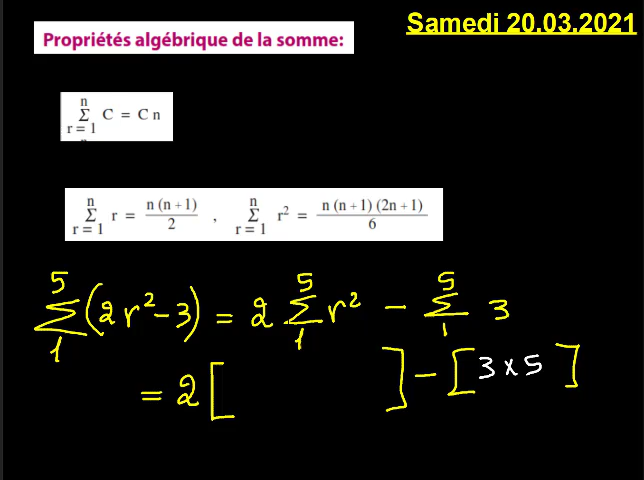 Samedi 20.03.2021
Propriétés algébrique de la somme:
n
Σ C = C n
r = 1
n
Σ r = n (n + 1) / 2 , n Σ r = 1 r² = n (n + 1) (2n + 1) / 6
r = 1
5 Σ 1 (2r² - 3) = 2 5 Σ 1 r² - 5 Σ 1 3
= 2 [ ] - [ 3 × 5 ]